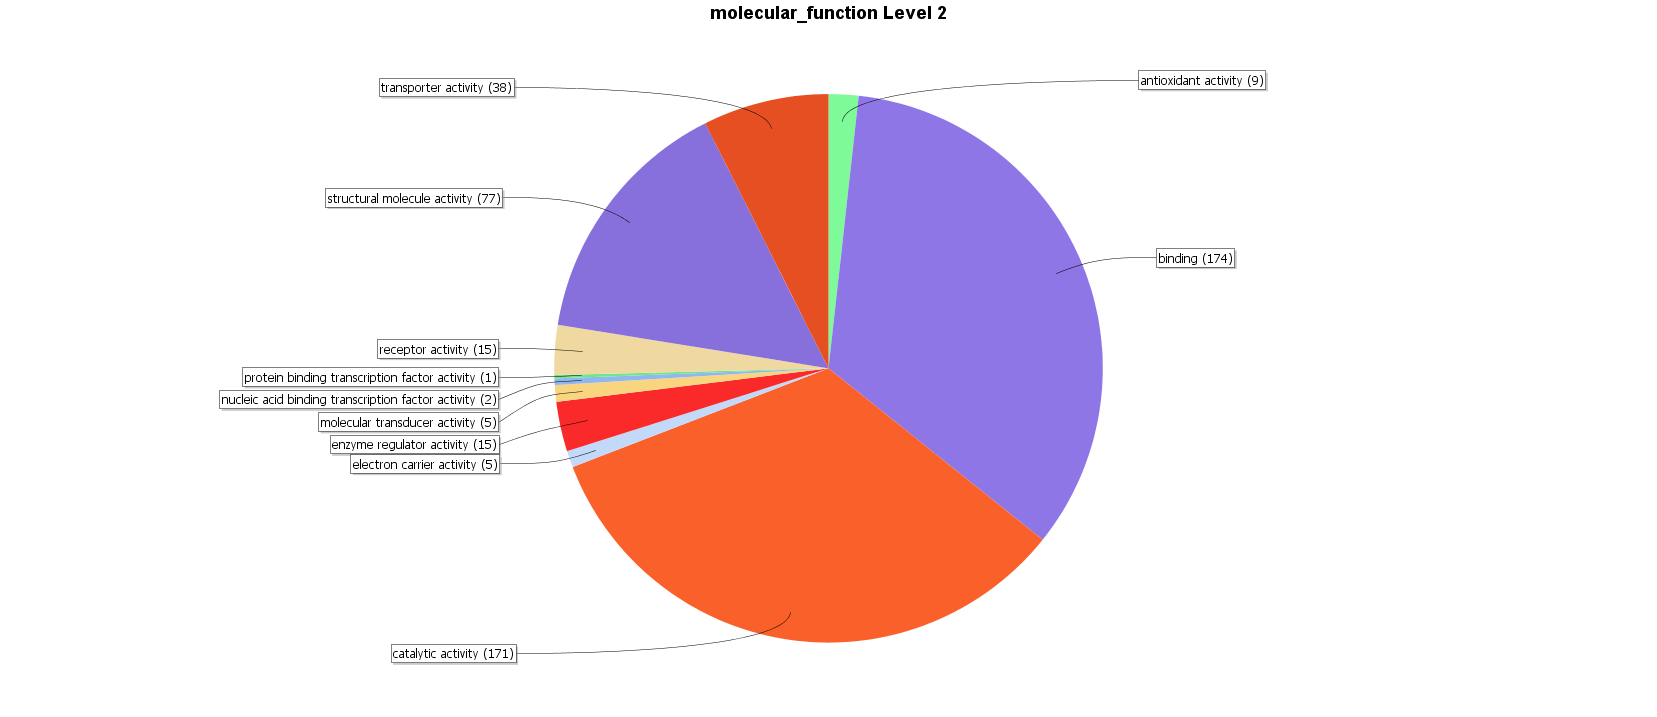 molecular_function Level 2
transporter activity (38)
antioxidant activity (9)
structural molecule activity (77)
binding (174)
receptor activity (15)
protein binding transcription factor activity (1)
nucleic acid binding transcription factor activity (2)
molecular transducer activity (5)
enzyme regulator activity (15)
electron carrier activity (5)
catalytic activity (171)